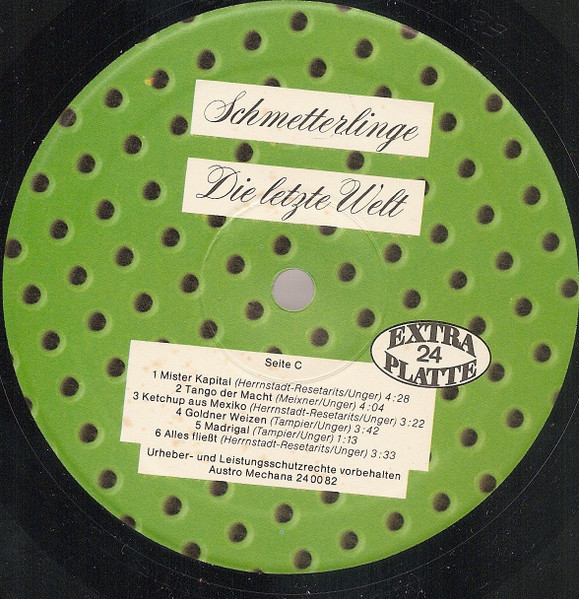 Schmetterlinge
Die letzte Welt
EXTRA
24
PLATTE
Seite C
1 Mister Kapital (Herrnstadt-Resetarits/Unger) 4:28
2 Tango der Macht (Meixner/Unger) 4:04
3 Ketchup aus Mexiko (Herrnstadt-Resetarits/Unger) 3:22
4 Goldner Weizen (Tampier/Unger) 3:42
5 Madrigal (Tampier/Unger) 1:13
6 Alles fließt (Herrnstadt-Resetarits/Unger) 3:33
Urheber- und Leistungsschutzrechte vorbehalten
Austro Mechana 240082